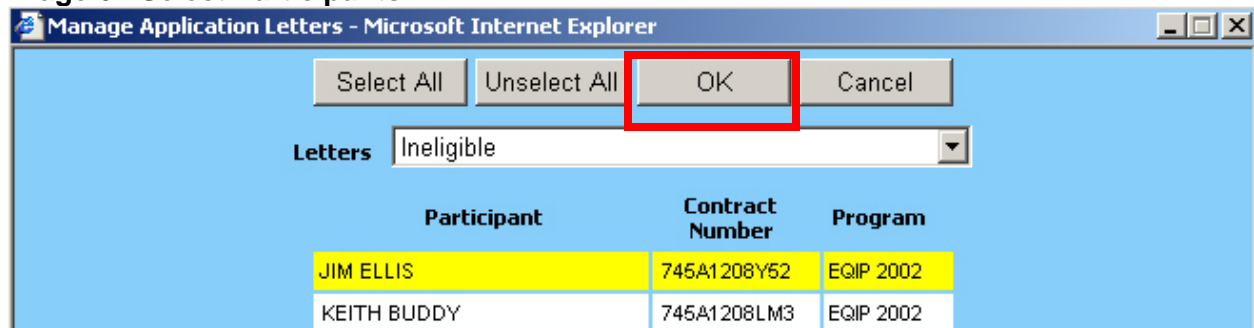 Manage Application Letters - Microsoft Internet Explorer
Select All Unselect All OK Cancel
Letters Ineligible
Participant Contract Number Program
JIM ELLIS 745A1208Y52 EQIP 2002
KEITH BUDDY 745A1208LM3 EQIP 2002